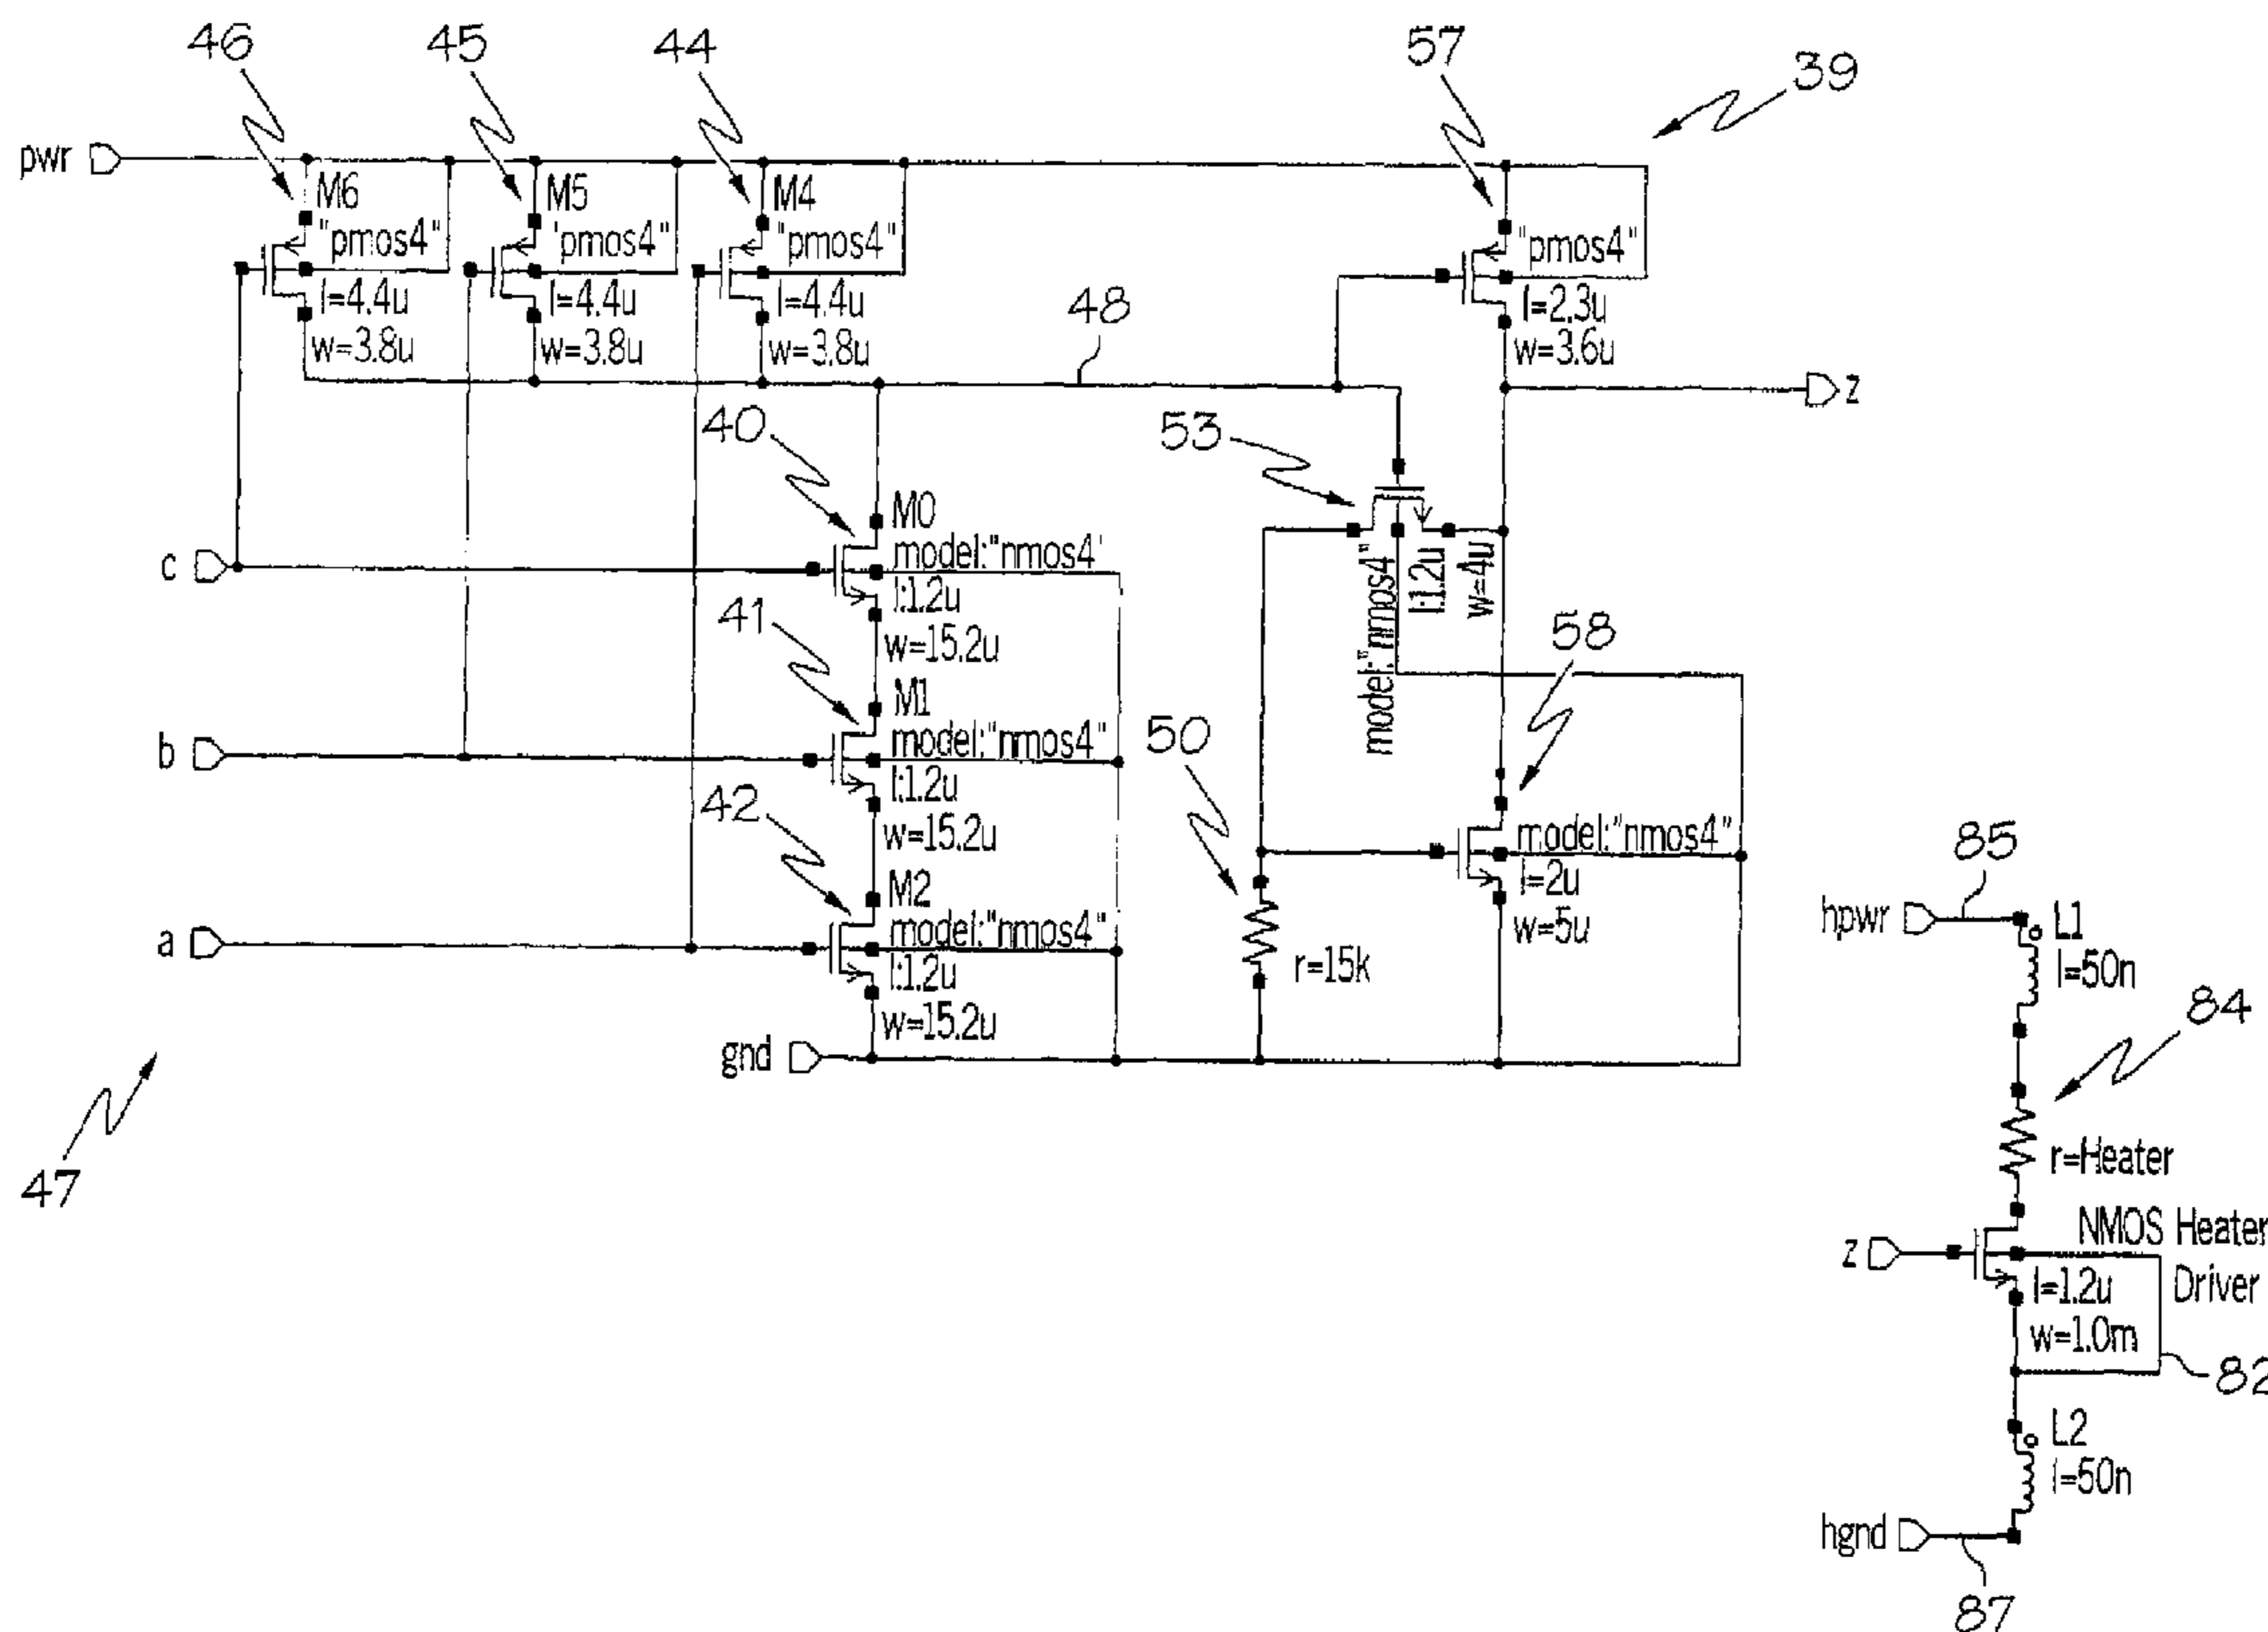 46
45
44
57
39
pwr
M6
"pmos4"
l=4.4u
w=3.8u
M5
'pmos4"
l=4.4u
w=3.8u
M4
"pmos4"
l=4.4u
w=3.8u
"pmos4"
l=2.3u
w=3.6u
48
z
40
53
M0
model:"nmos4'
l:1.2u
w=15.2u
c
model:"nmos4"
l:1.2u
w=4u
41
58
M1
model:"nmos4"
l:1.2u
w=15.2u
b
50
42
M2
model:"nmos4"
l:1.2u
w=15.2u
a
model:"nmos4"
l=2u
w=5u
r=15k
gnd
47
85
hpwr
L1
l=50n
84
r=Heater
z
NMOS Heater
Driver
l=1.2u
w=1.0m
82
L2
l=50n
hgnd
87